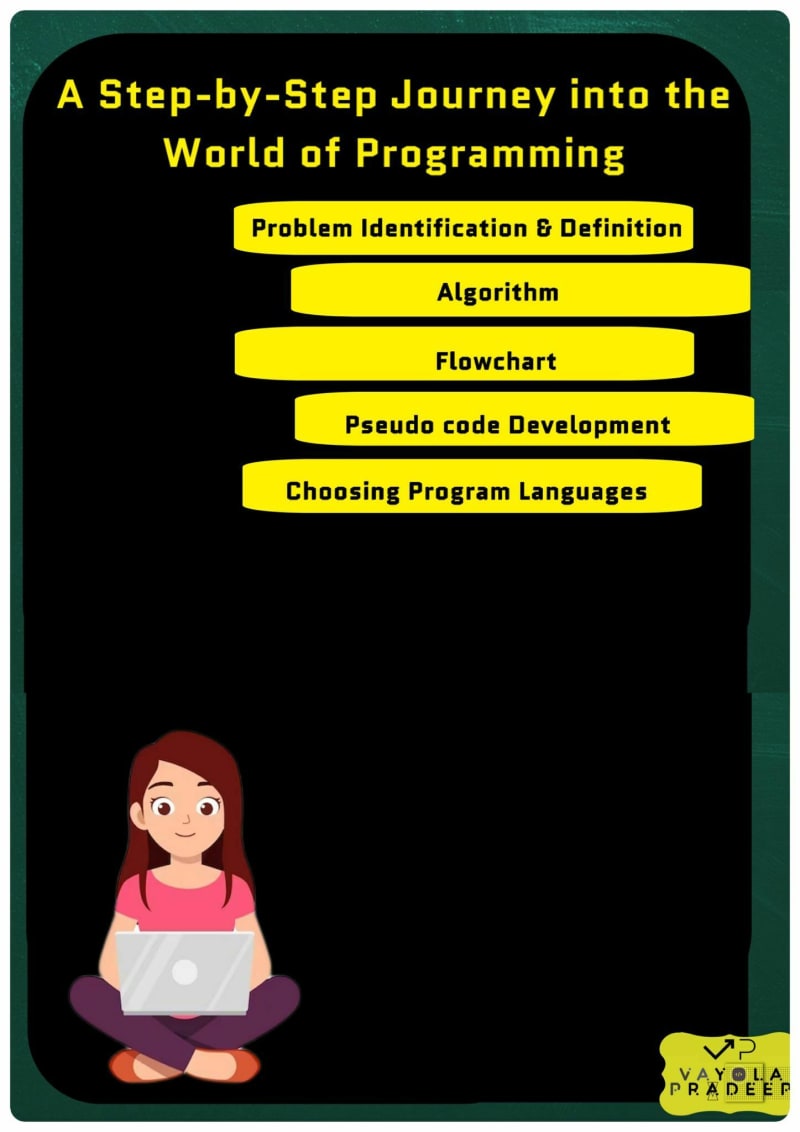 A Step-by-Step Journey into the
World of Programming
Problem Identification & Definition
Algorithm
Flowchart
Pseudo code Development
Choosing Program Languages
VP
VAYOLA
PRADEEP